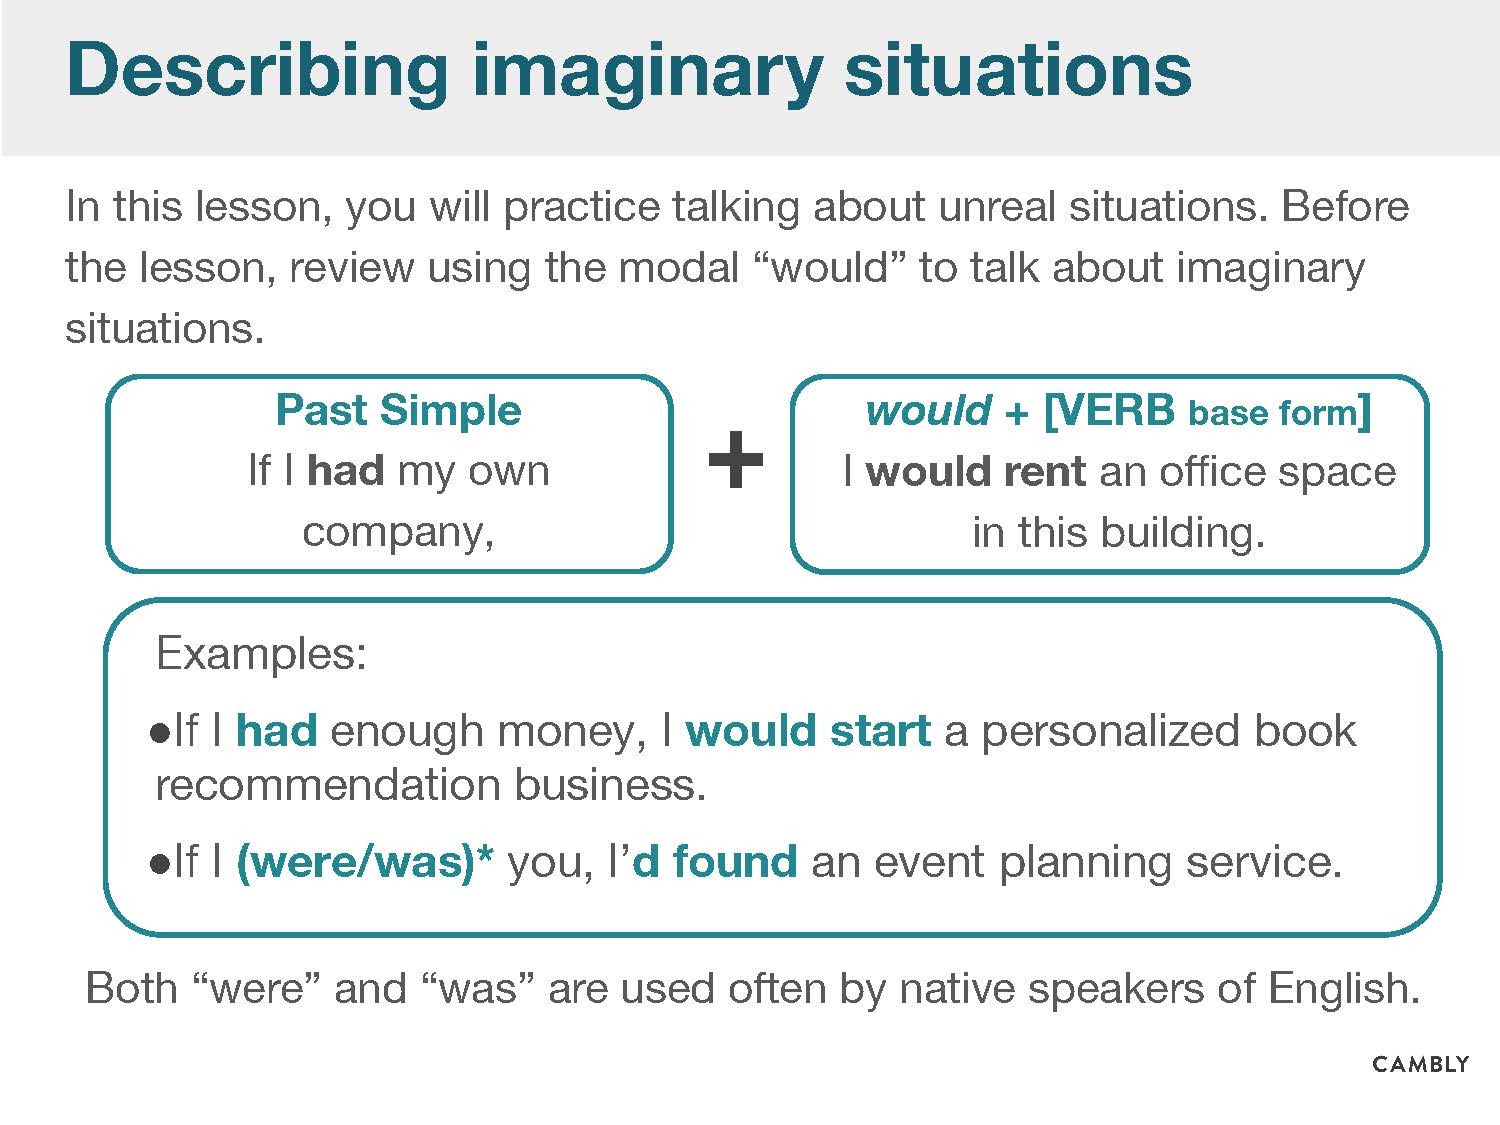 Describing imaginary situations
In this lesson, you will practice talking about unreal situations. Before
the lesson, review using the modal “would” to talk about imaginary
situations.
Past Simple
If I had my own
company,
+
would + [VERB base form]
I would rent an office space
in this building.
Examples:
●If I had enough money, I would start a personalized book
recommendation business.
●If I (were/was)* you, I’d found an event planning service.
Both “were” and “was” are used often by native speakers of English.
CAMBLY